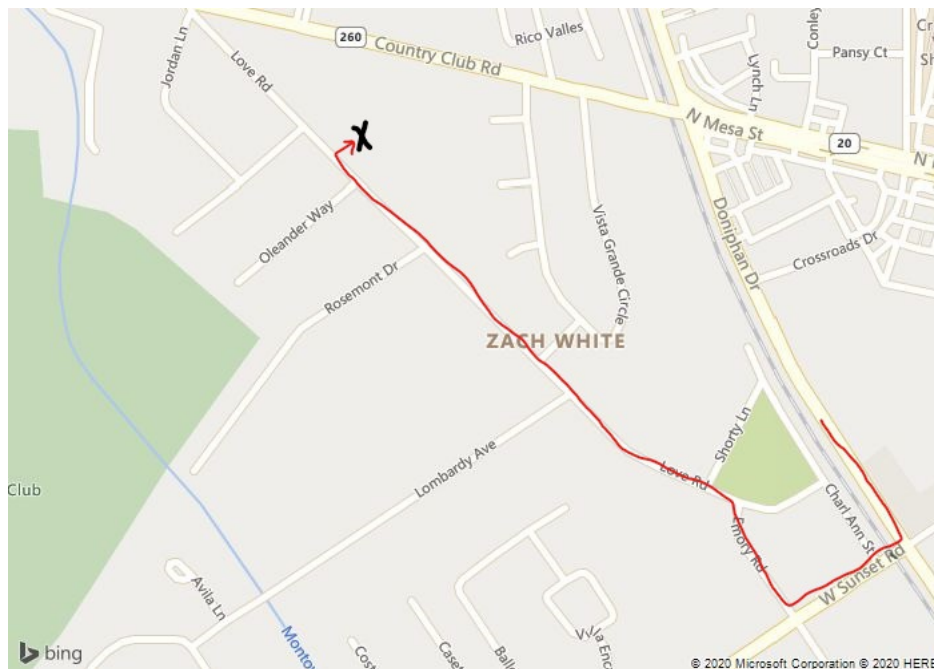 260
Country Club Rd
Rico Valles
Conley
Pansy Ct
Jordan Ln
Love Rd
Lynch Ln
N Mesa St
20
Oleander Way
Vista Grande Circle
Doniphan Dr
Crossroads Dr
Rosemont Dr
ZACH WHITE
Shorty Ln
Lombardy Ave
Love Rd
Club
Charl Ann St
Emory Rd
W Sunset Rd
Avila Ln
bing
© 2020 Microsoft Corporation © 2020 HERE